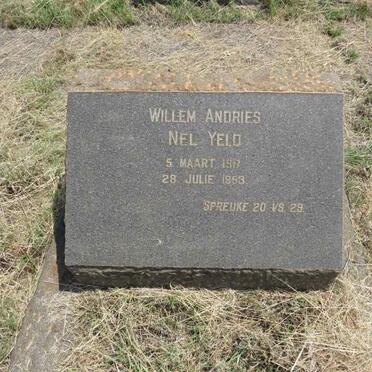 WILLEM ANDRIES
NEL YELD
5 MAART 1917
28 JULIE 1963
SPREUKE 20 VS. 29.